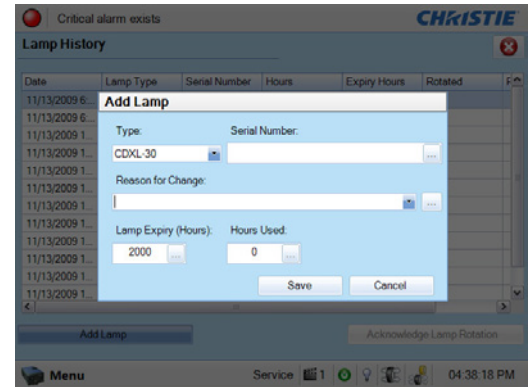 Critical alarm exists
CHRISTIE
Lamp History
Date Lamp Type Serial Number Hours Expiry Hours Rotated
11/13/2009 6:...
Add Lamp
11/13/2009 6...
Type: Serial Number:
11/13/2009 1...
CDXL-30 ...
11/13/2009 1...
11/13/2009 1...
Reason for Change:
11/13/2009 1...
...
11/13/2009 1...
11/13/2009 1...
Lamp Expiry (Hours): Hours Used:
11/13/2009 1...
2000 ... 0 ...
11/13/2009 1...
11/13/2009 1...
Save Cancel
11/13/2009 1...
Add Lamp Acknowledge Lamp Rotation
Menu Service 1 04:38:18 PM